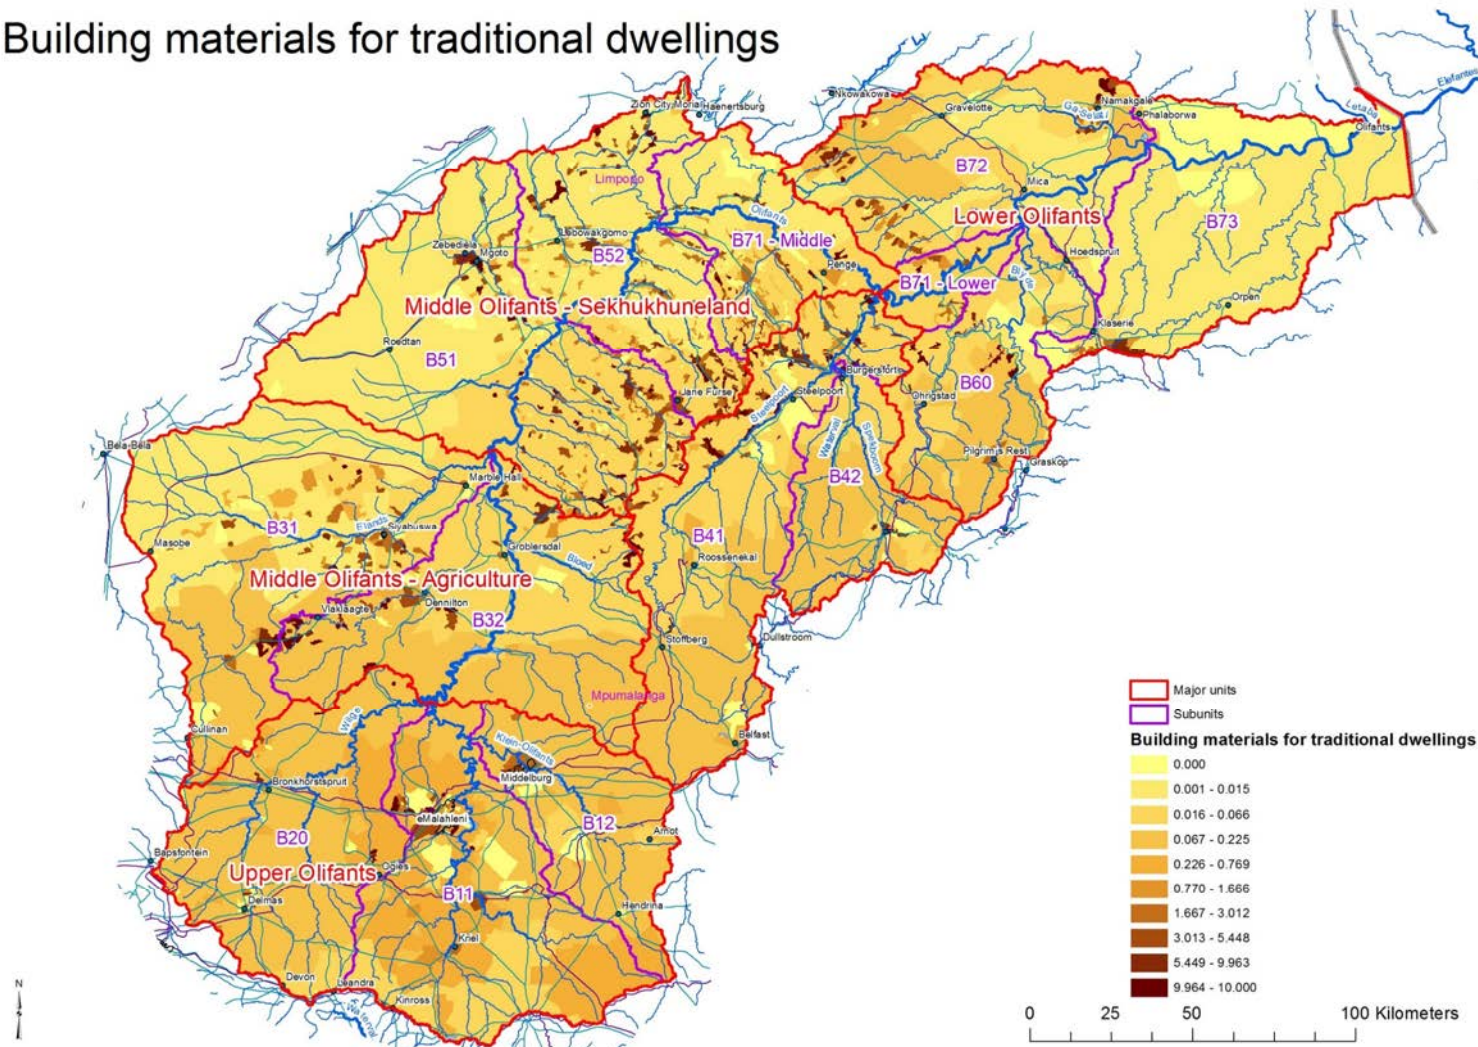 Building materials for traditional dwellings
Elefantes
Letaba
Olifants
Nkowakowa
Zion City Moria
Haenertsburg
Gravelotte
Ga-Selati
Namakgale
Phalaborwa
B72
Limpopo
Mica
Lower Olifants
B73
Olifants
B71 - Middle
Lebowakgomo
Zebediela
Mgoto
B52
Penge
Hoedspruit
B71 - Lower
Blyde
Middle Olifants - Sekhukhuneland
Orpen
Klaserie
Roedtan
B51
Burgersfort
B60
Jane Furse
Steelpoort
Steelpoort
Ohrigstad
Waterval
Spekboom
Bela-Bela
Pilgrim's Rest
Graskop
Marble Hall
B42
B31
Elands
Siyabuswa
B41
Masobe
Groblersdal
Bloed
Roossenekal
Middle Olifants - Agriculture
Dennilton
Vlaklaagte
B32
Stoffberg
Dullstroom
Mpumalanga
Wilge
Cullinan
Klein-Olifants
Belfast
Bronkhorstspruit
Middelburg
eMalahleni
B20
B12
Arnot
Bapsfontein
Upper Olifants
Ogies
B11
Delmas
Hendrina
Kriel
Devon
Leandra
Kinross
Waterval
N
Major units
Subunits
Building materials for traditional dwellings
0.000
0.001 - 0.015
0.016 - 0.066
0.067 - 0.225
0.226 - 0.769
0.770 - 1.666
1.667 - 3.012
3.013 - 5.448
5.449 - 9.963
9.964 - 10.000
0 25 50 100 Kilometers